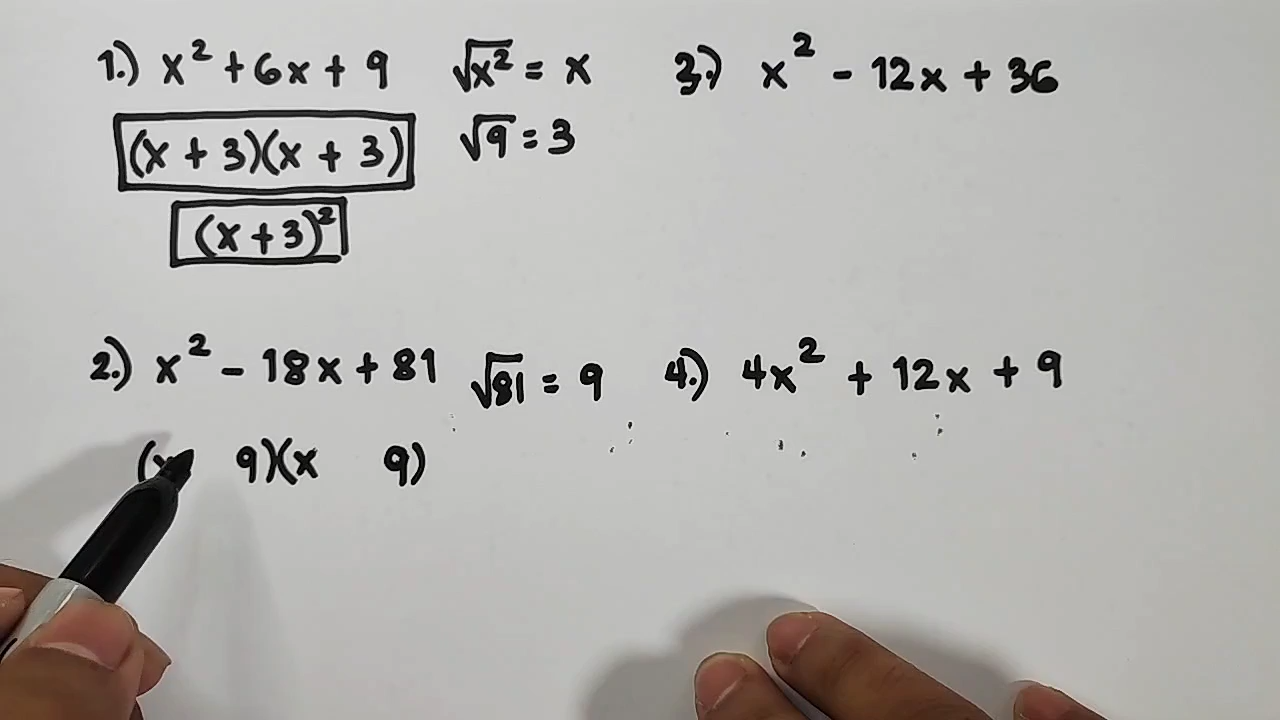 1.) x² + 6x + 9   √x² = x
(x + 3)(x + 3)   √9 = 3
(x + 3)²
2.) x² - 18x + 81   √81 = 9
(x   9)(x   9)
3.) x² - 12x + 36
4.) 4x² + 12x + 9